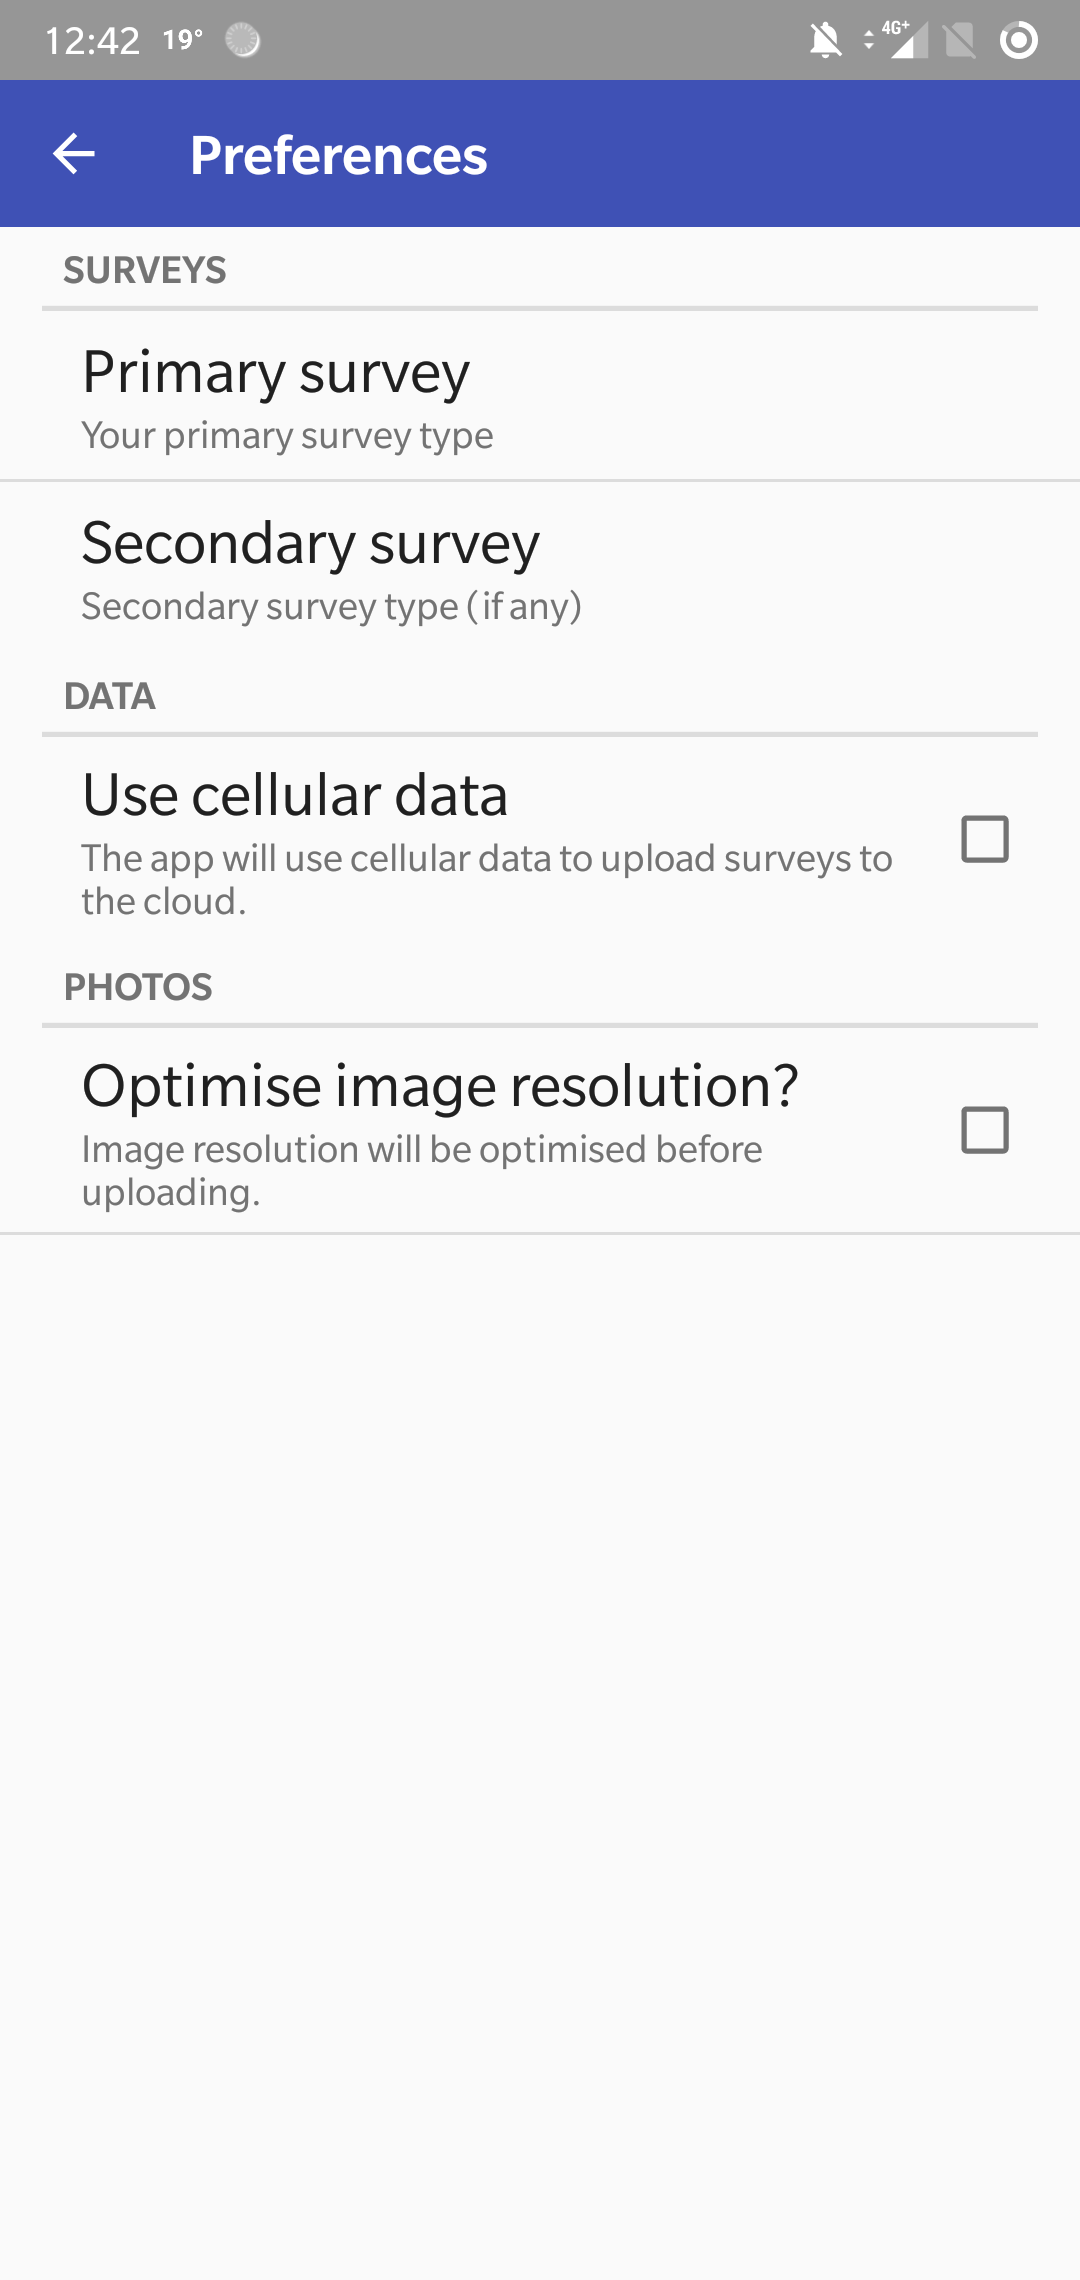 12:42 19° 4G+
Preferences
SURVEYS
Primary survey
Your primary survey type
Secondary survey
Secondary survey type (if any)
DATA
Use cellular data
The app will use cellular data to upload surveys to
the cloud.
PHOTOS
Optimise image resolution?
Image resolution will be optimised before
uploading.